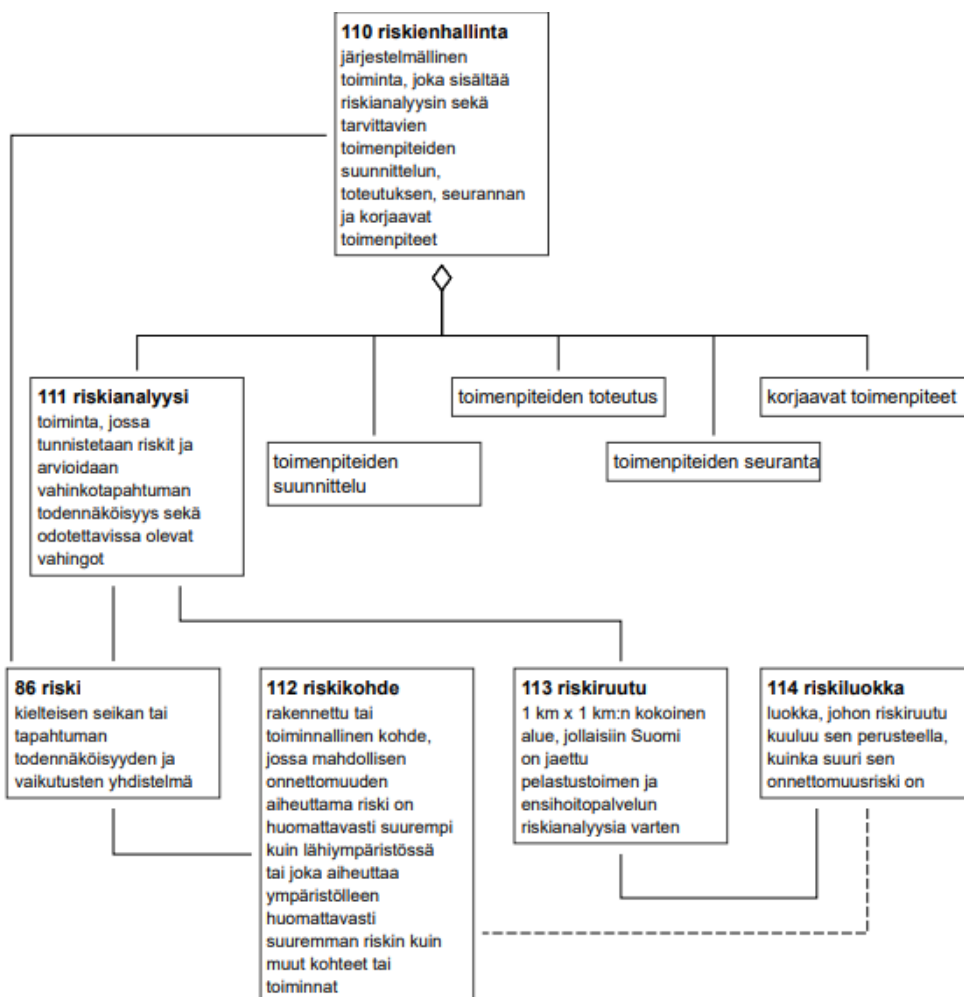 110 riskienhallinta
järjestelmällinen
toiminta, joka sisältää
riskianalyysin sekä
tarvittavien
toimenpiteiden
suunnittelun,
toteutuksen, seurannan
ja korjaavat
toimenpiteet
111 riskianalyysi
toiminta, jossa
tunnistetaan riskit ja
arvioidaan
vahinkotapahtuman
todennäköisyys sekä
odotettavissa olevat
vahingot
toimenpiteiden
suunnittelu
toimenpiteiden toteutus
toimenpiteiden seuranta
korjaavat toimenpiteet
86 riski
kielteisen seikan tai
tapahtuman
todennäköisyyden ja
vaikutusten yhdistelmä
112 riskikohde
rakennettu tai
toiminnallinen kohde,
jossa mahdollisen
onnettomuuden
aiheuttama riski on
huomattavasti suurempi
kuin lähiympäristössä
tai joka aiheuttaa
ympäristölleen
huomattavasti
suuremman riskin kuin
muut kohteet tai
toiminnat
113 riskiruutu
1 km x 1 km:n kokoinen
alue, jollaisiin Suomi
on jaettu
pelastustoimen ja
ensihoitopalvelun
riskianalyysia varten
114 riskiluokka
luokka, johon riskiruutu
kuuluu sen perusteella,
kuinka suuri sen
onnettomuusriski on